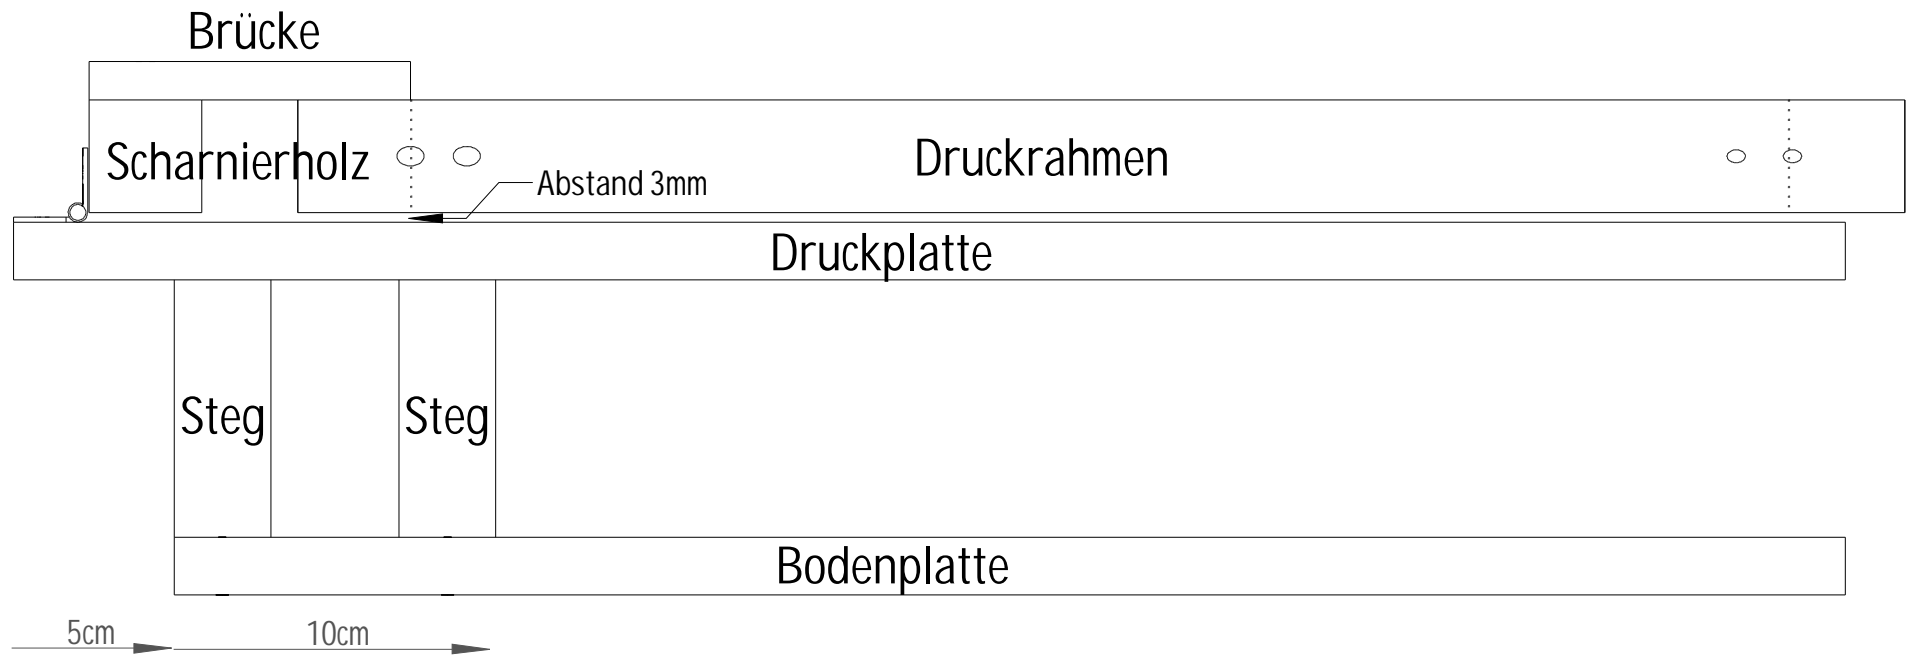 Brücke
Scharnierholz
Druckrahmen
Abstand 3mm
Druckplatte
Steg
Steg
Bodenplatte
5cm
10cm